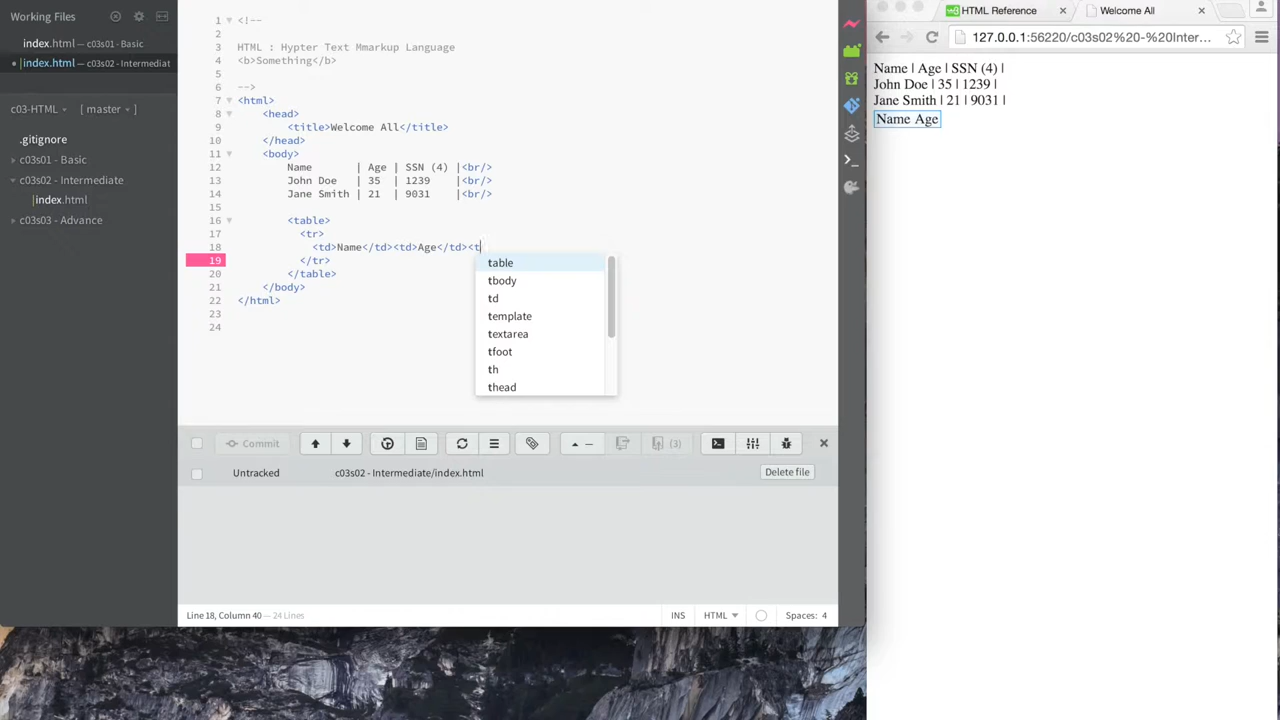 Working Files
index.html — c03s01 - Basic
• index.html — c03s02 - Intermediat
c03-HTML [ master ]
.gitignore
c03s01 - Basic
c03s02 - Intermediate
index.html
c03s03 - Advance
1 <!--
2
3 HTML : Hypter Text Mmarkup Language
4 <b>Something</b>
5
6 -->
7 <html>
8 <head>
9 <title>Welcome All</title>
10 </head>
11 <body>
12 Name | Age | SSN (4) |<br/>
13 John Doe | 35 | 1239 |<br/>
14 Jane Smith | 21 | 9031 |<br/>
15
16 <table>
17 <tr>
18 <td>Name</td><td>Age</td><t
19 </tr>
20 </table>
21 </body>
22 </html>
23
24
table
tbody
td
template
textarea
tfoot
th
thead
Commit
(3)
Untracked c03s02 - Intermediate/index.html Delete file
Line 18, Column 40 — 24 Lines INS HTML Spaces: 4
HTML Reference
Welcome All
127.0.0.1:56220/c03s02%20-%20Inter...
Name | Age | SSN (4) |
John Doe | 35 | 1239 |
Jane Smith | 21 | 9031 |
Name Age